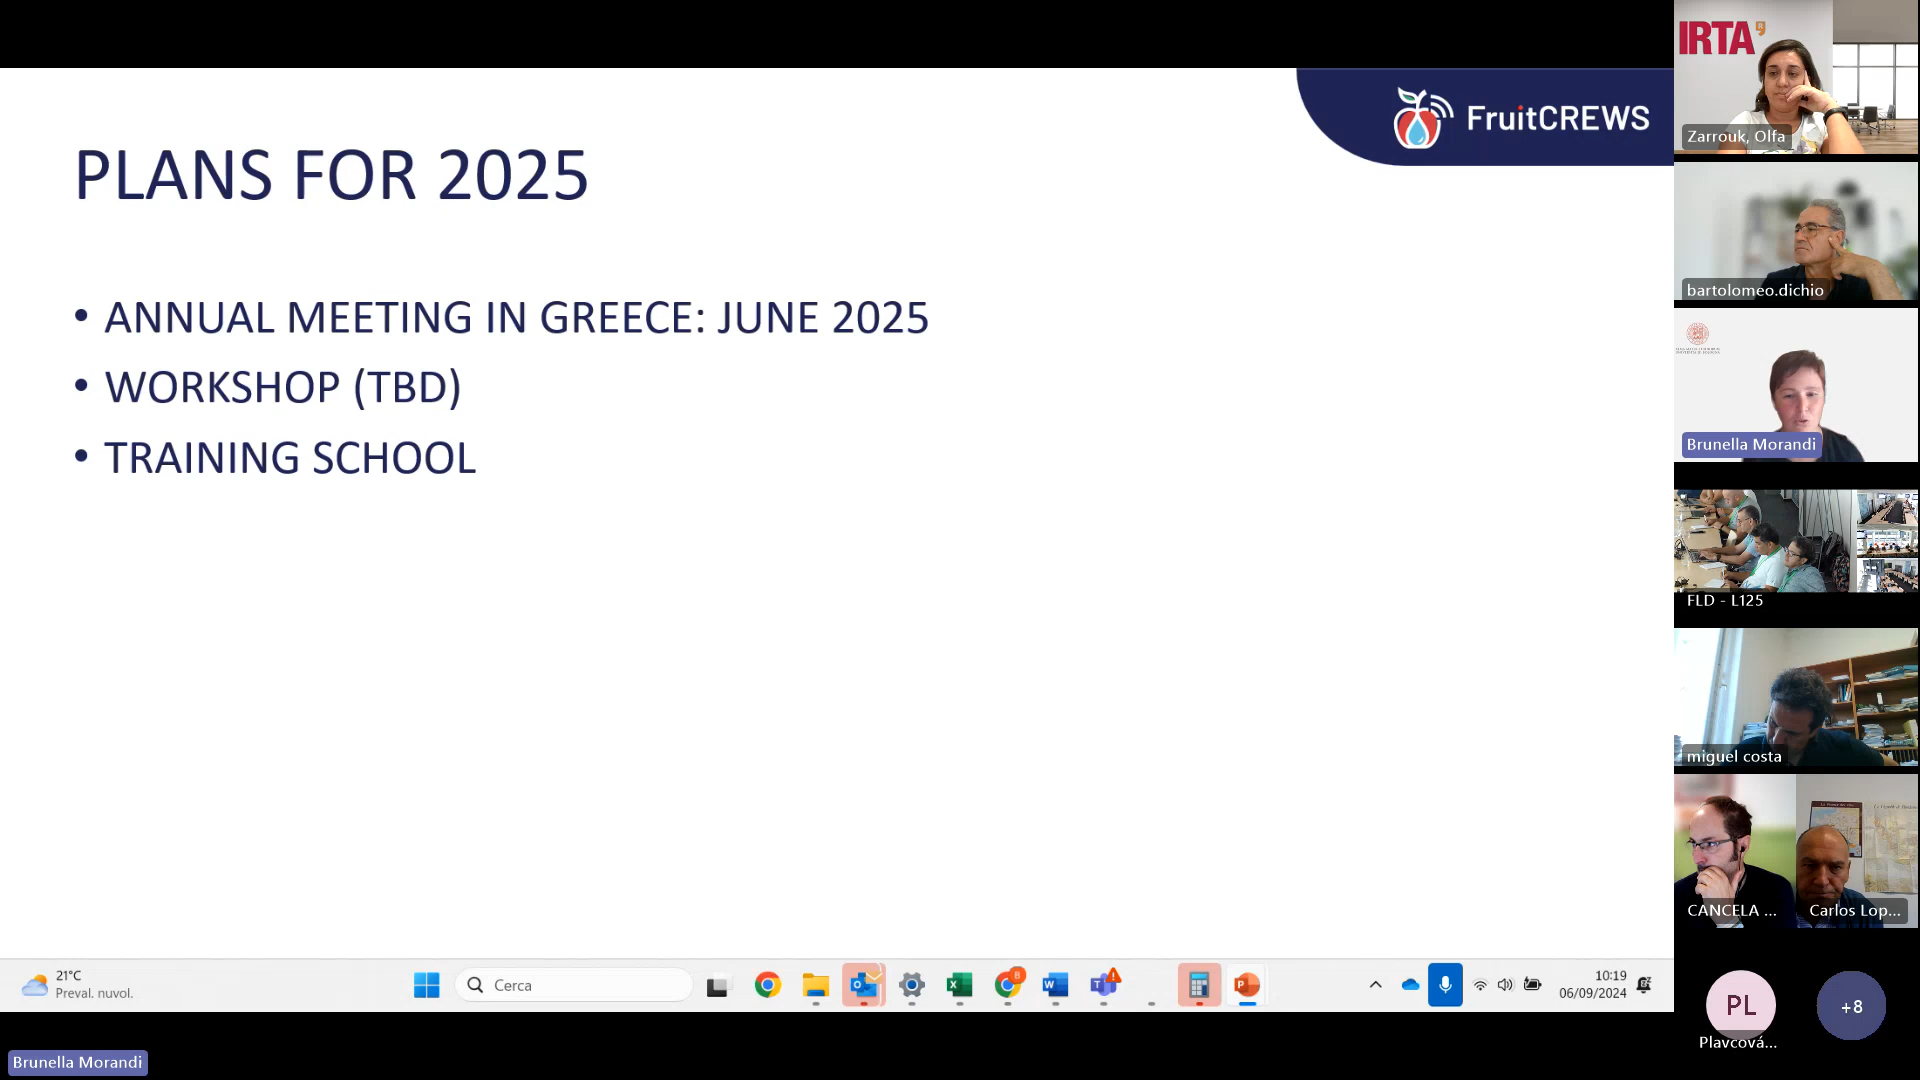 FruitCREWS
PLANS FOR 2025
• ANNUAL MEETING IN GREECE: JUNE 2025
• WORKSHOP (TBD)
• TRAINING SCHOOL
21°C
Preval. nuvol.
Cerca
10:19
06/09/2024
Brunella Morandi
IRTA
Zarrouk, Olfa
bartolomeo.dichio
Brunella Morandi
FLD - L125
miguel costa
CANCELA ...
Carlos Lop...
PL
Plavcová...
+8